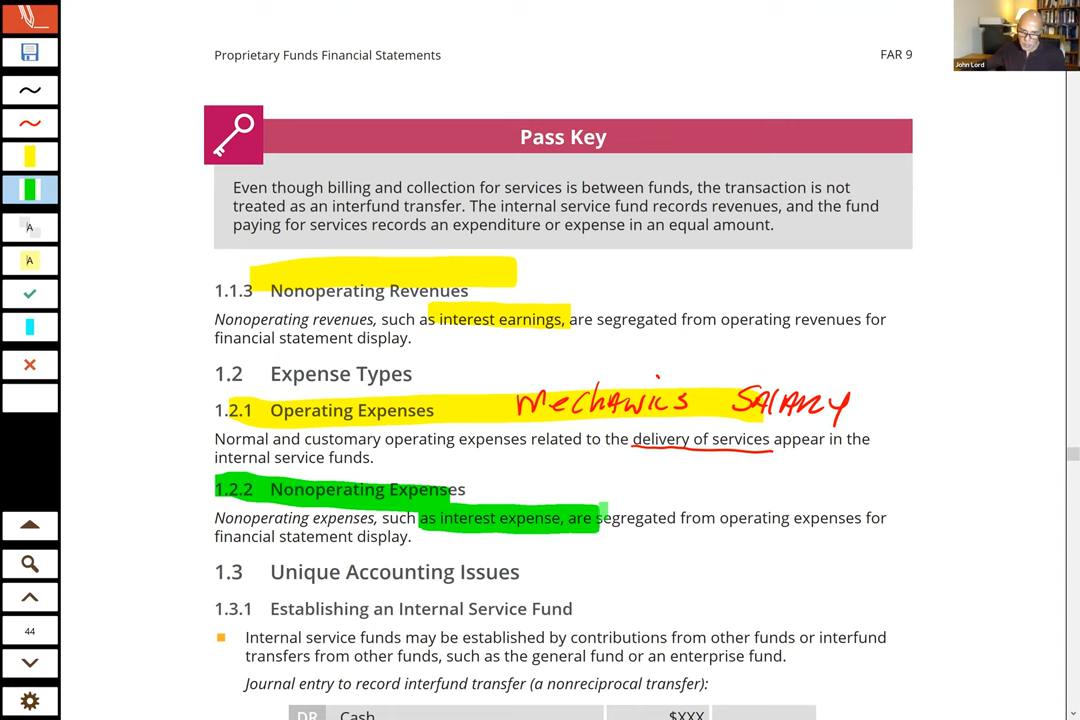 Proprietary Funds Financial Statements
FAR 9
John Lord
Pass Key
Even though billing and collection for services is between funds, the transaction is not
treated as an interfund transfer. The internal service fund records revenues, and the fund
paying for services records an expenditure or expense in an equal amount.
1.1.3 Nonoperating Revenues
Nonoperating revenues, such as interest earnings, are segregated from operating revenues for
financial statement display.
1.2 Expense Types
MechANics SALARY
1.2.1 Operating Expenses
Normal and customary operating expenses related to the delivery of services appear in the
internal service funds.
1.2.2 Nonoperating Expenses
Nonoperating expenses, such as interest expense, are segregated from operating expenses for
financial statement display.
1.3 Unique Accounting Issues
1.3.1 Establishing an Internal Service Fund
Internal service funds may be established by contributions from other funds or interfund
transfers from other funds, such as the general fund or an enterprise fund.
Journal entry to record interfund transfer (a nonreciprocal transfer):
DR Cash $XXX
A
A
44